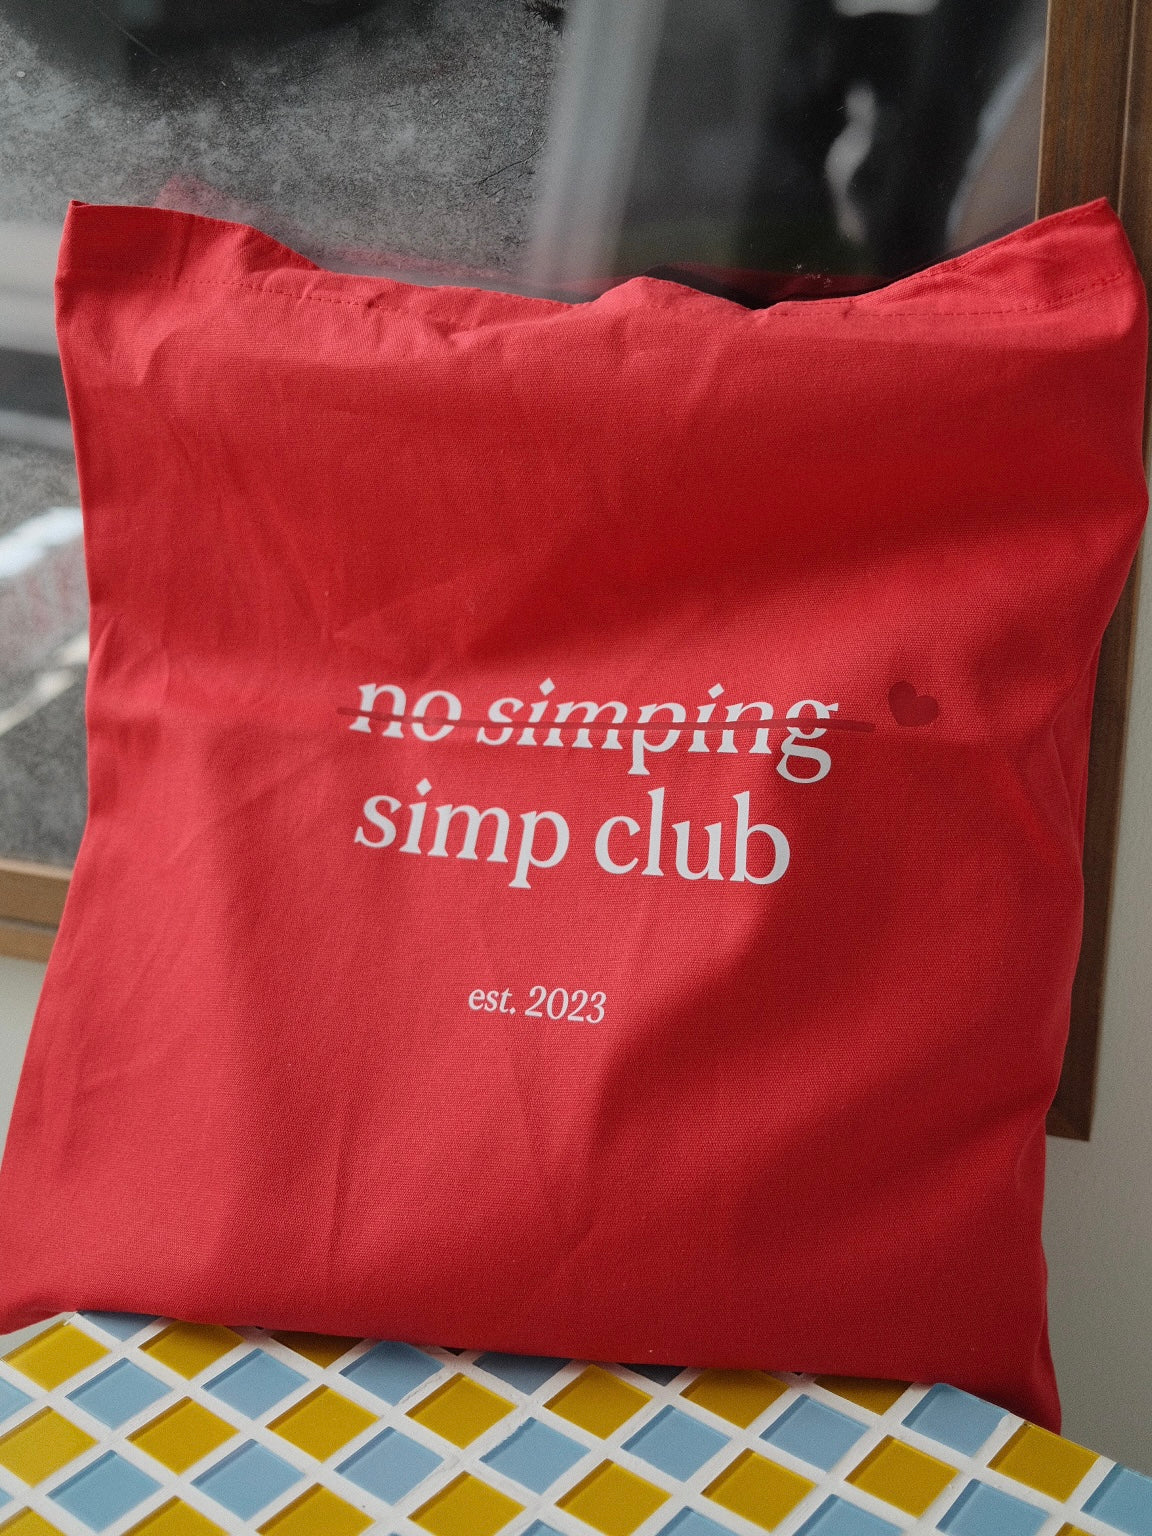 no simping
simp club
est. 2023